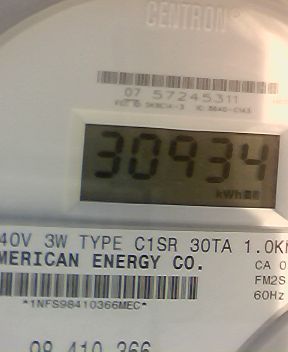 CENTRON®
07 57245311
30934
kWh
40V 3W TYPE C1SR 30TA 1.0K
MERICAN ENERGY CO.
CA 0
FM2S
60Hz
*1NFS98410366MEC*
98 410 366